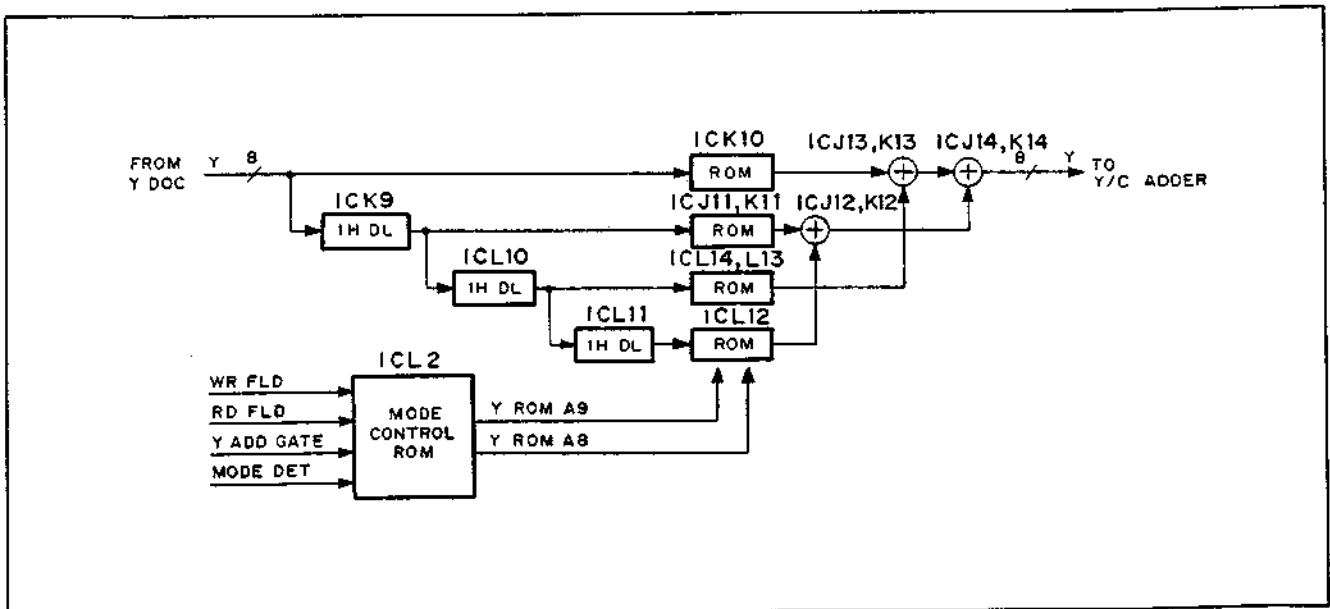 ICK10
ICJ13,K13
ICJ14,K14
FROM
Y DOC
Y 8
ROM
8 Y
TO
Y/C ADDER
ICK9
1H DL
ICJ11,K11
ROM
ICJ12,K12
ICL10
1H DL
ICL14,L13
ROM
ICL11
1H DL
ICL12
ROM
ICL2
MODE
CONTROL
ROM
WR FLD
RD FLD
Y ADD GATE
MODE DET
Y ROM A9
Y ROM A8